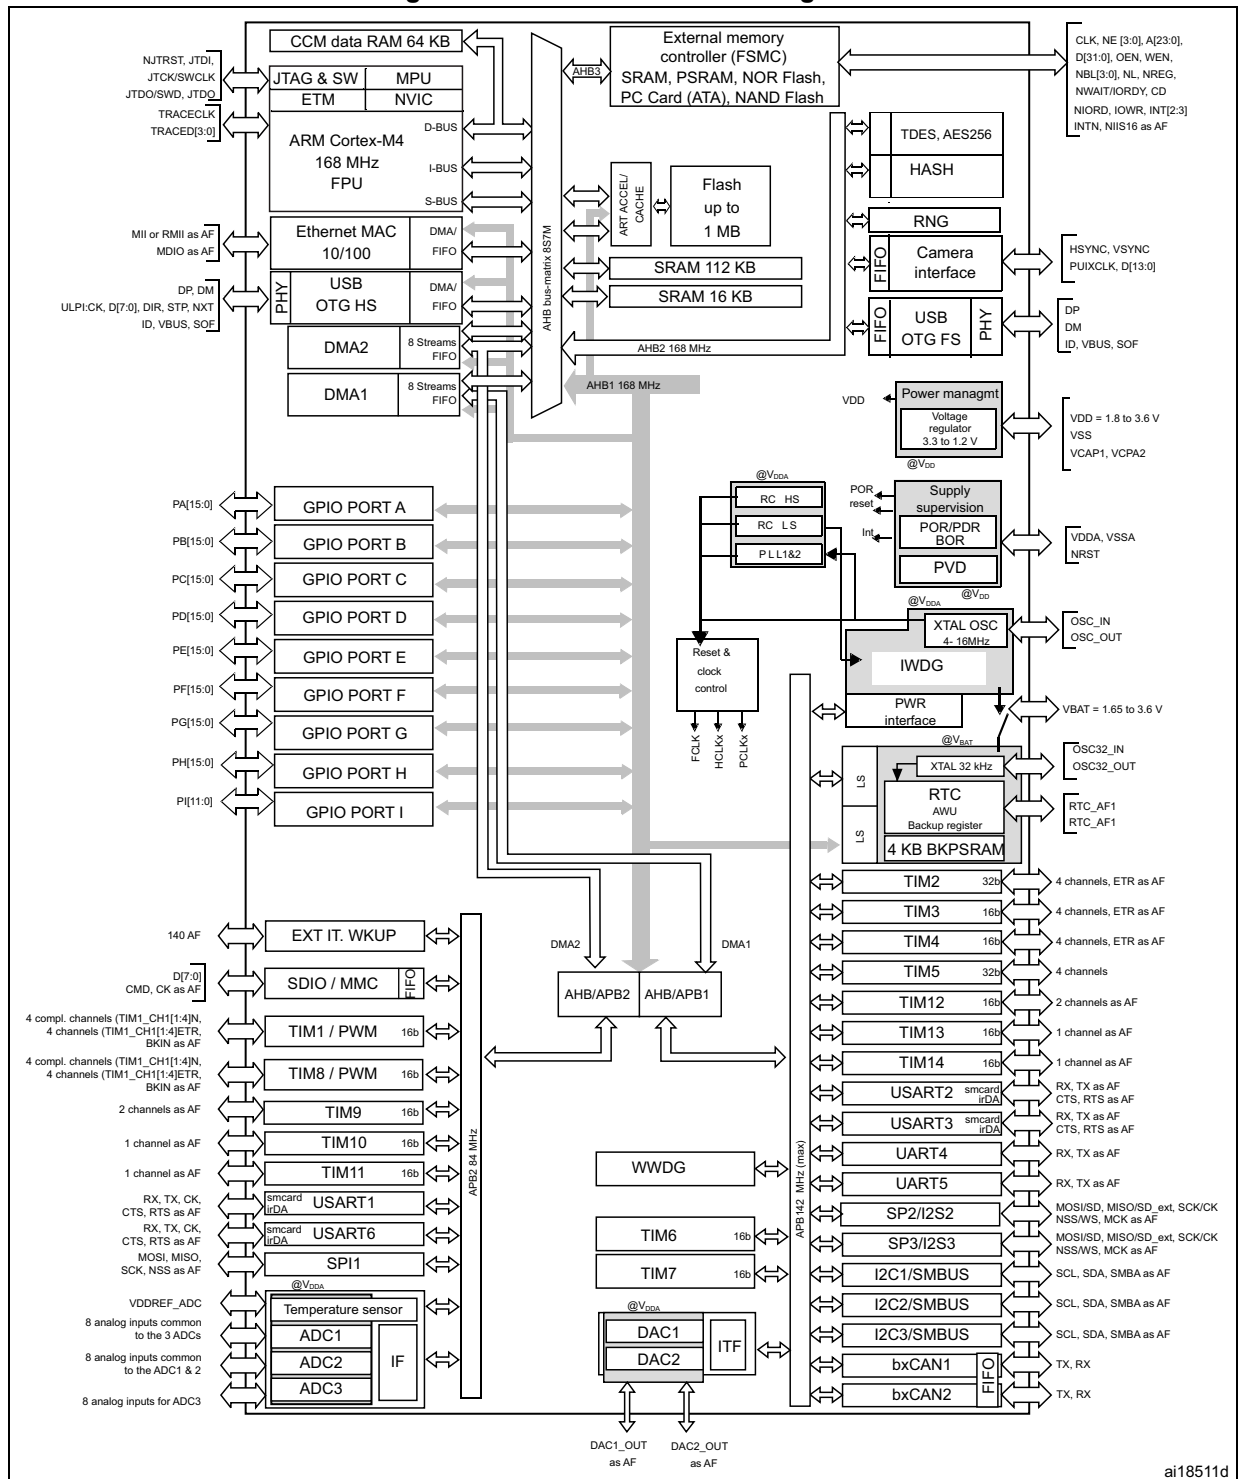 CCM data RAM 64 KB
NJTRST, JTDI,
JTCK/SWCLK
JTDO/SWD, JTDO
TRACECLK
TRACED[3:0]
JTAG & SW
MPU
ETM
NVIC
ARM Cortex-M4
168 MHz
FPU
D-BUS
I-BUS
S-BUS
MII or RMII as AF
MDIO as AF
Ethernet MAC
10/100
DMA/
FIFO
DP, DM
ULPI:CK, D[7:0], DIR, STP, NXT
ID, VBUS, SOF
PHY
USB
OTG HS
DMA/
FIFO
DMA2
8 Streams
FIFO
DMA1
8 Streams
FIFO
AHB bus-matrix 8S7M
AHB3
External memory
controller (FSMC)
SRAM, PSRAM, NOR Flash,
PC Card (ATA), NAND Flash
CLK, NE [3:0], A[23:0],
D[31:0], OEN, WEN,
NBL[3:0], NL, NREG,
NWAIT/IORDY, CD
NIORD, IOWR, INT[2:3]
INTN, NIIS16 as AF
ART ACCEL/
CACHE
Flash
up to
1 MB
SRAM 112 KB
SRAM 16 KB
AHB2 168 MHz
AHB1 168 MHz
TDES, AES256
HASH
RNG
FIFO
Camera
interface
HSYNC, VSYNC
PUIXCLK, D[13:0]
FIFO
USB
OTG FS
PHY
DP
DM
ID, VBUS, SOF
VDD
Power managmt
Voltage
regulator
3.3 to 1.2 V
@VDD
VDD = 1.8 to 3.6 V
VSS
VCAP1, VCPA2
@VDDA
RC HS
RC LS
PLL1&2
POR
reset
Int
Supply
supervision
POR/PDR
BOR
PVD
@VDD
VDDA, VSSA
NRST
@VDDA
XTAL OSC
4- 16MHz
IWDG
OSC_IN
OSC_OUT
Reset &
clock
control
FCLK
HCLKx
PCLKx
PWR
interface
VBAT = 1.65 to 3.6 V
@VBAT
LS
LS
XTAL 32 kHz
OSC32_IN
OSC32_OUT
RTC
AWU
Backup register
RTC_AF1
RTC_AF1
4 KB BKPSRAM
PA[15:0]
GPIO PORT A
PB[15:0]
GPIO PORT B
PC[15:0]
GPIO PORT C
PD[15:0]
GPIO PORT D
PE[15:0]
GPIO PORT E
PF[15:0]
GPIO PORT F
PG[15:0]
GPIO PORT G
PH[15:0]
GPIO PORT H
PI[11:0]
GPIO PORT I
DMA2
DMA1
AHB/APB2
AHB/APB1
140 AF
EXT IT. WKUP
D[7:0]
CMD, CK as AF
SDIO / MMC
FIFO
4 compl. channels (TIM1_CH1[1:4]N,
4 channels (TIM1_CH1[1:4]ETR,
BKIN as AF
TIM1 / PWM
16b
4 compl. channels (TIM1_CH1[1:4]N,
4 channels (TIM1_CH1[1:4]ETR,
BKIN as AF
TIM8 / PWM
16b
2 channels as AF
TIM9
16b
1 channel as AF
TIM10
16b
1 channel as AF
TIM11
16b
RX, TX, CK,
CTS, RTS as AF
smcard
irDA
USART1
RX, TX, CK,
CTS, RTS as AF
smcard
irDA
USART6
MOSI, MISO,
SCK, NSS as AF
SPI1
@VDDA
VDDREF_ADC
Temperature sensor
8 analog inputs common
to the 3 ADCs
ADC1
8 analog inputs common
to the ADC1 & 2
ADC2
8 analog inputs for ADC3
ADC3
IF
APB2 84 MHz
WWDG
TIM6
16b
TIM7
16b
@VDDA
DAC1
DAC2
ITF
DAC1_OUT
as AF
DAC2_OUT
as AF
APB142 MHz (max)
TIM2
32b
4 channels, ETR as AF
TIM3
16b
4 channels, ETR as AF
TIM4
16b
4 channels, ETR as AF
TIM5
32b
4 channels
TIM12
16b
2 channels as AF
TIM13
16b
1 channel as AF
TIM14
16b
1 channel as AF
USART2
smcard
irDA
RX, TX as AF
CTS, RTS as AF
USART3
smcard
irDA
RX, TX as AF
CTS, RTS as AF
UART4
RX, TX as AF
UART5
RX, TX as AF
SP2/I2S2
MOSI/SD, MISO/SD_ext, SCK/CK
NSS/WS, MCK as AF
SP3/I2S3
MOSI/SD, MISO/SD_ext, SCK/CK
NSS/WS, MCK as AF
I2C1/SMBUS
SCL, SDA, SMBA as AF
I2C2/SMBUS
SCL, SDA, SMBA as AF
I2C3/SMBUS
SCL, SDA, SMBA as AF
bxCAN1
TX, RX
bxCAN2
FIFO
TX, RX
ai18511d